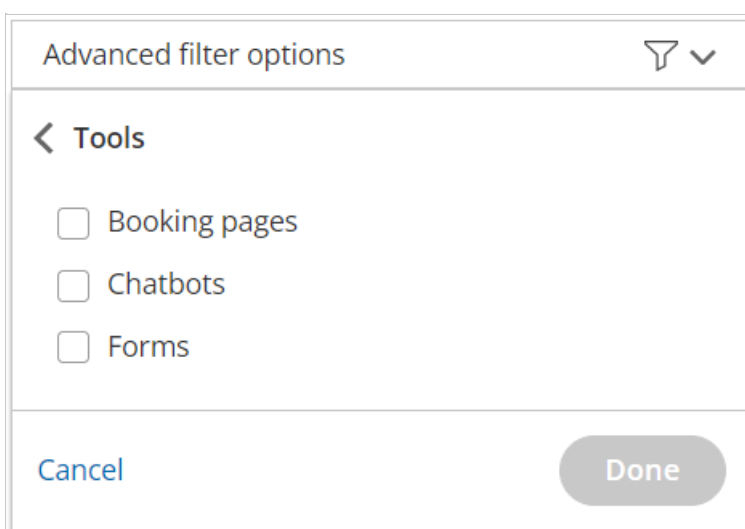 Advanced filter options
Tools
Booking pages
Chatbots
Forms
Cancel
Done